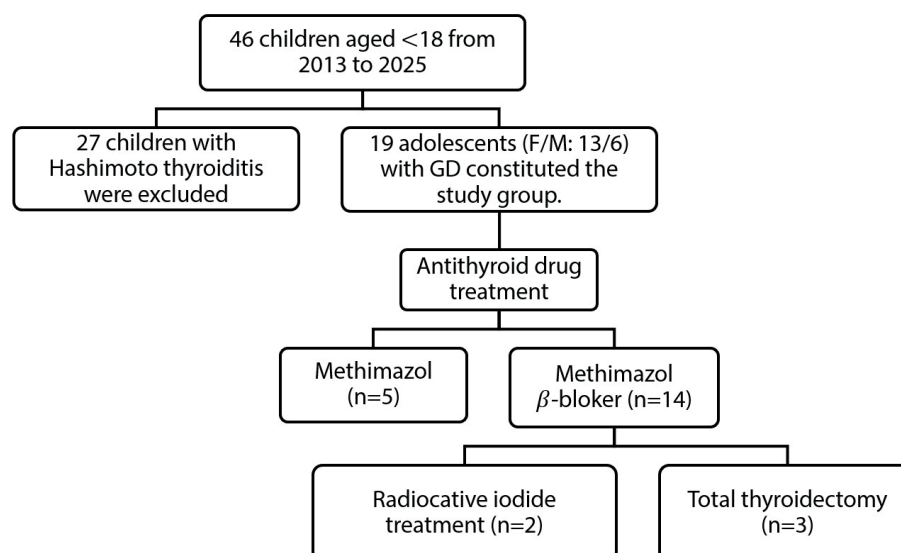 46 children aged <18 from
2013 to 2025
27 children with
Hashimoto thyroiditis
were excluded
19 adolescents (F/M: 13/6)
with GD constituted the
study group.
Antithyroid drug
treatment
Methimazol
(n=5)
Methimazol
β-bloker (n=14)
Radiocative iodide
treatment (n=2)
Total thyroidectomy
(n=3)